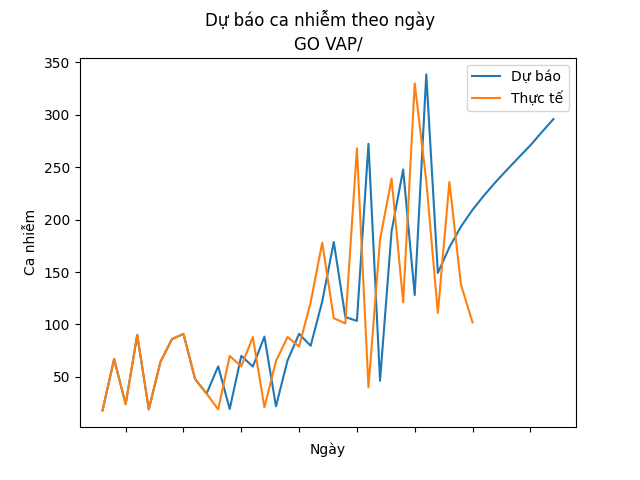 Dự báo ca nhiễm theo ngày
GO VAP/
Dự báo
Thực tế
350
300
250
200
150
100
50
Ca nhiễm
Ngày